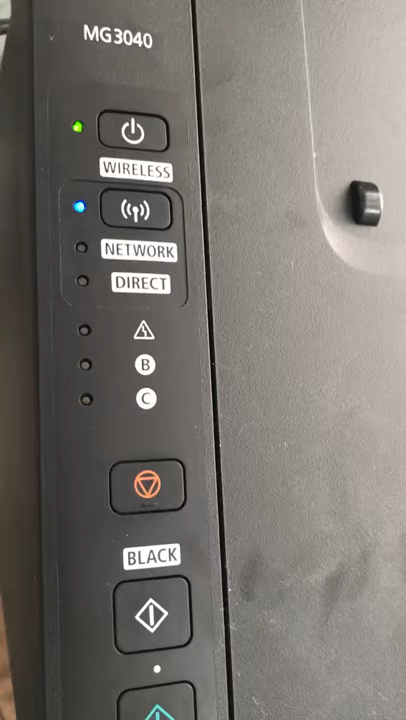 MG3040
WIRELESS
NETWORK
DIRECT
B
C
BLACK